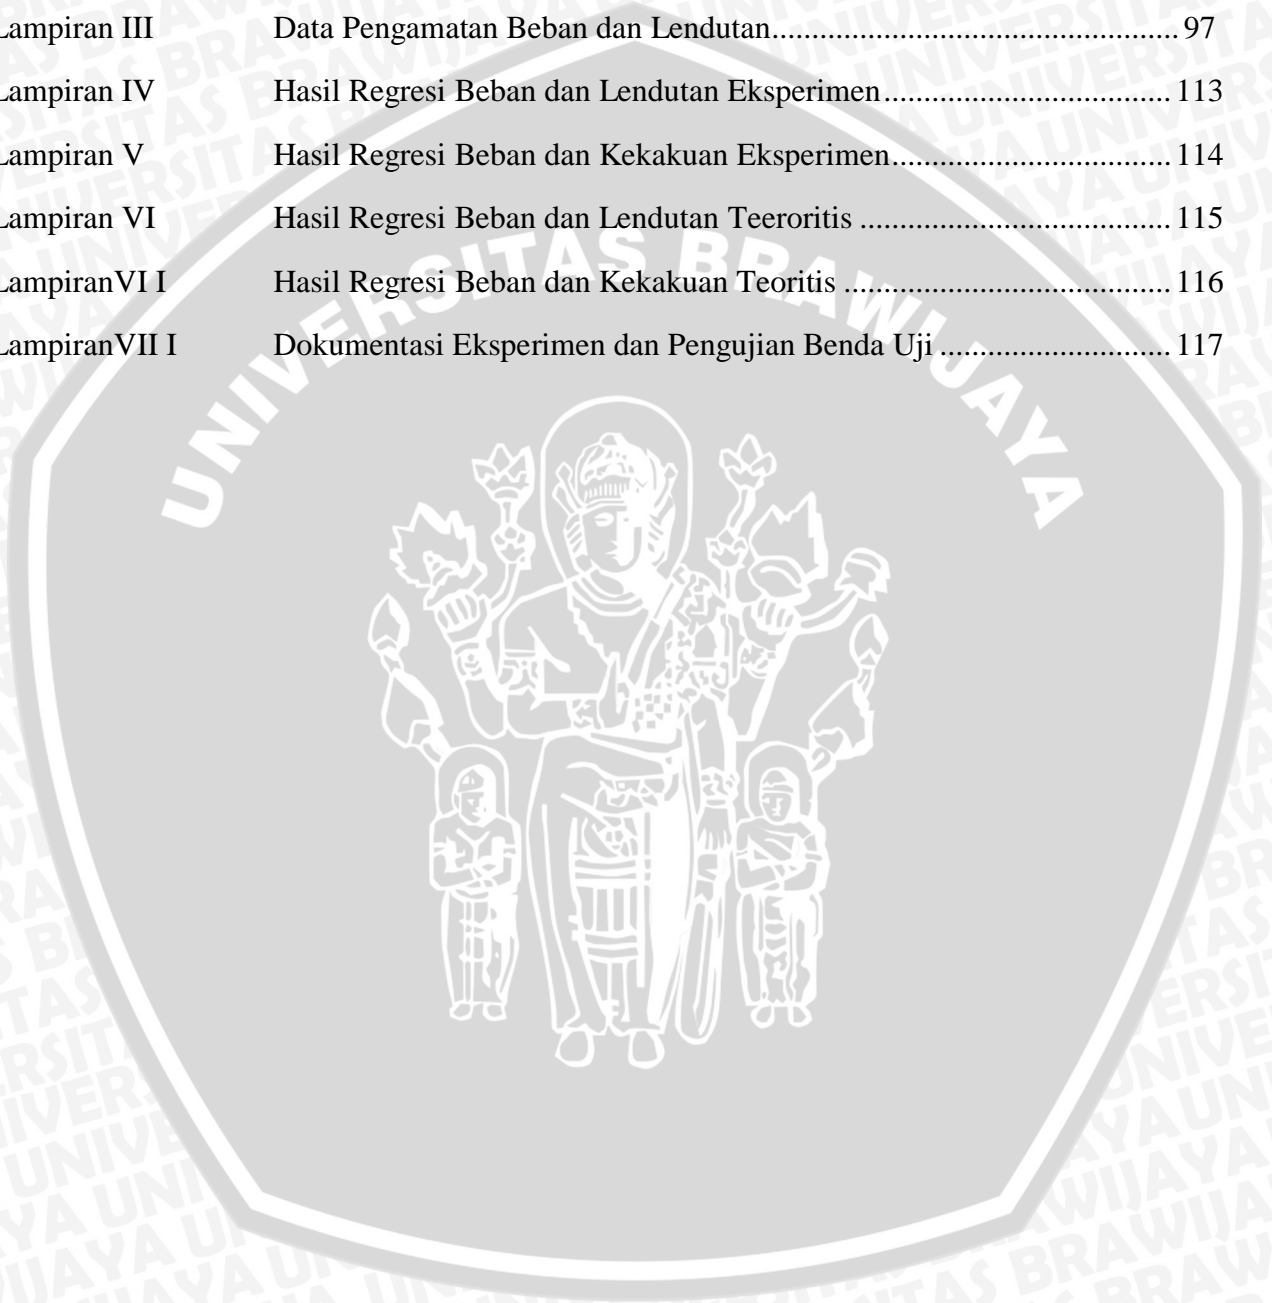 Lampiran III Data Pengamatan Beban dan Lendutan.................................................... 97
Lampiran IV Hasil Regresi Beban dan Lendutan Eksperimen..................................... 113
Lampiran V Hasil Regresi Beban dan Kekakuan Eksperimen.................................... 114
Lampiran VI Hasil Regresi Beban dan Lendutan Teeroritis ........................................ 115
LampiranVI I Hasil Regresi Beban dan Kekakuan Teoritis .......................................... 116
LampiranVII I Dokumentasi Eksperimen dan Pengujian Benda Uji.............................. 117
UNIVERSITAS BRAWIJAYA